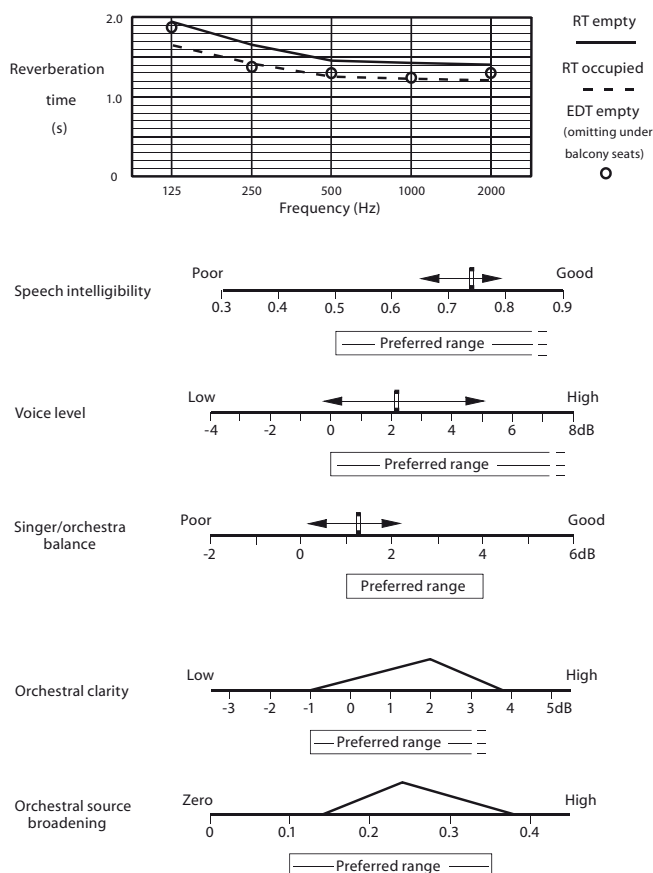 2.0
Reverberation
time
(s)
1.0
0
125 250 500 1000 2000
Frequency (Hz)
RT empty
RT occupied
EDT empty
(omitting under
balcony seats)
Speech intelligibility
Poor Good
0.3 0.4 0.5 0.6 0.7 0.8 0.9
Preferred range
Voice level
Low High
-4 -2 0 2 4 6 8dB
Preferred range
Singer/orchestra
balance
Poor Good
-2 0 2 4 6dB
Preferred range
Orchestral clarity
Low High
-3 -2 -1 0 1 2 3 4 5dB
Preferred range
Orchestral source
broadening
Zero High
0 0.1 0.2 0.3 0.4
Preferred range